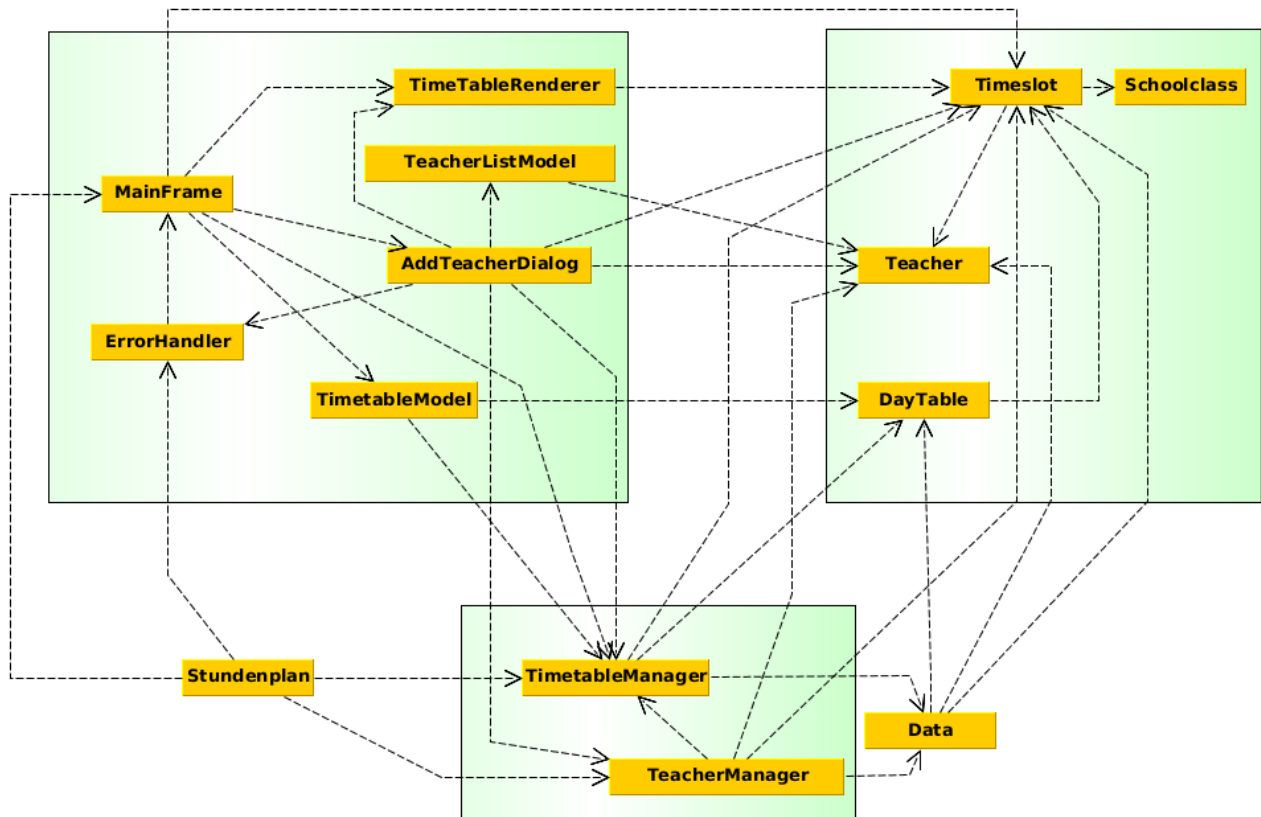 TimeTableRenderer
Timeslot
Schoolclass
TeacherListModel
MainFrame
AddTeacherDialog
Teacher
ErrorHandler
TimetableModel
DayTable
Stundenplan
TimetableManager
Data
TeacherManager